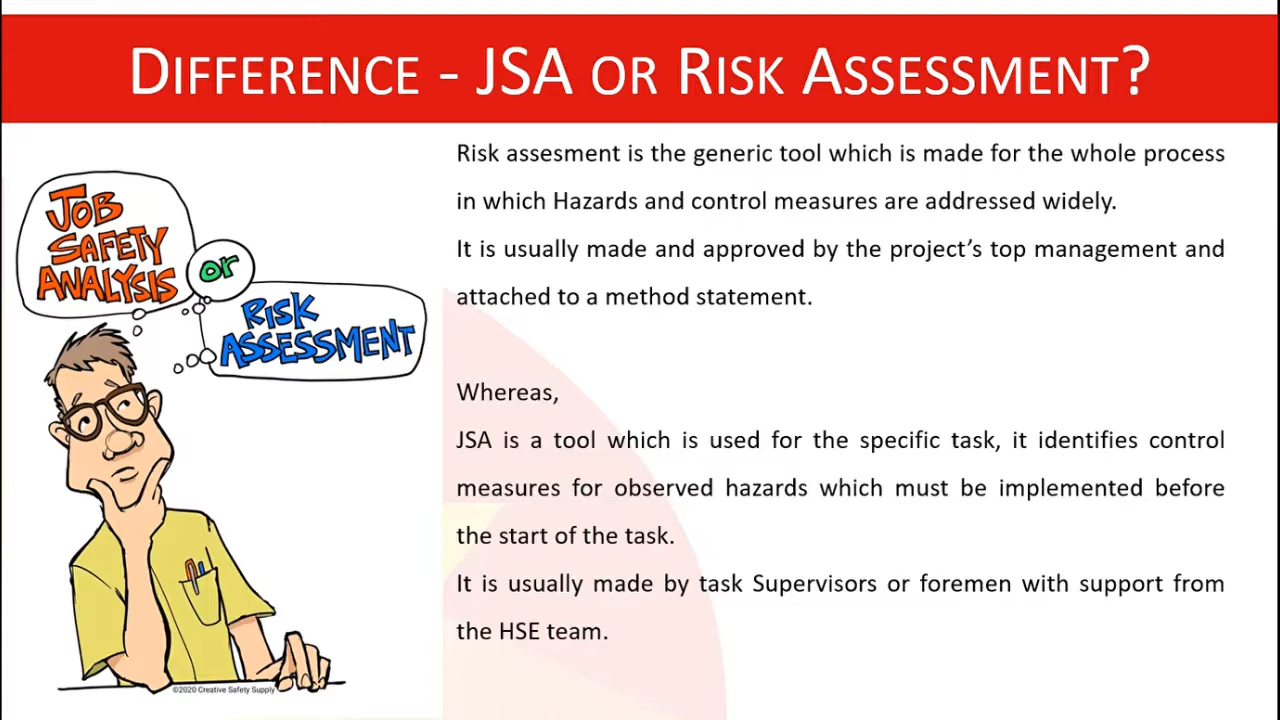 DIFFERENCE - JSA OR RISK ASSESSMENT?
JOB
SAFETY
ANALYSIS
or
RISK
ASSESSMENT
Risk assesment is the generic tool which is made for the whole process
in which Hazards and control measures are addressed widely.
It is usually made and approved by the project’s top management and
attached to a method statement.
Whereas,
JSA is a tool which is used for the specific task, it identifies control
measures for observed hazards which must be implemented before
the start of the task.
It is usually made by task Supervisors or foremen with support from
the HSE team.
©2020 Creative Safety Supply